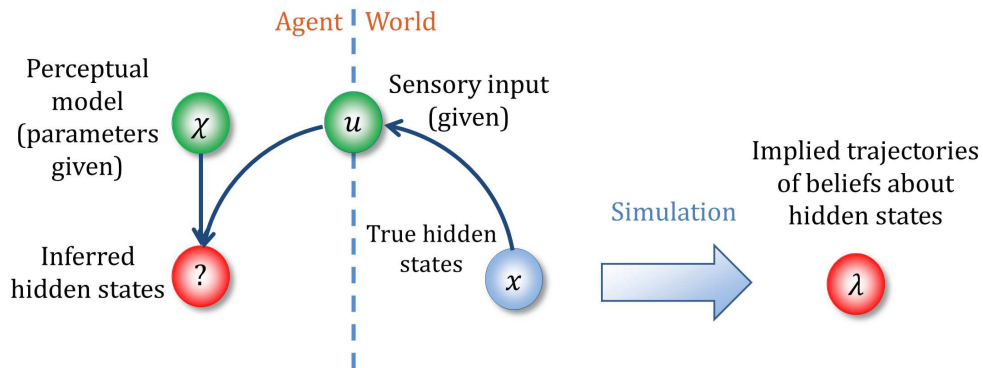 Agent World
Perceptual
model
(parameters
given)
χ
u
Sensory input
(given)
Inferred
hidden states
?
True hidden
states
x
Simulation
Implied trajectories
of beliefs about
hidden states
λ